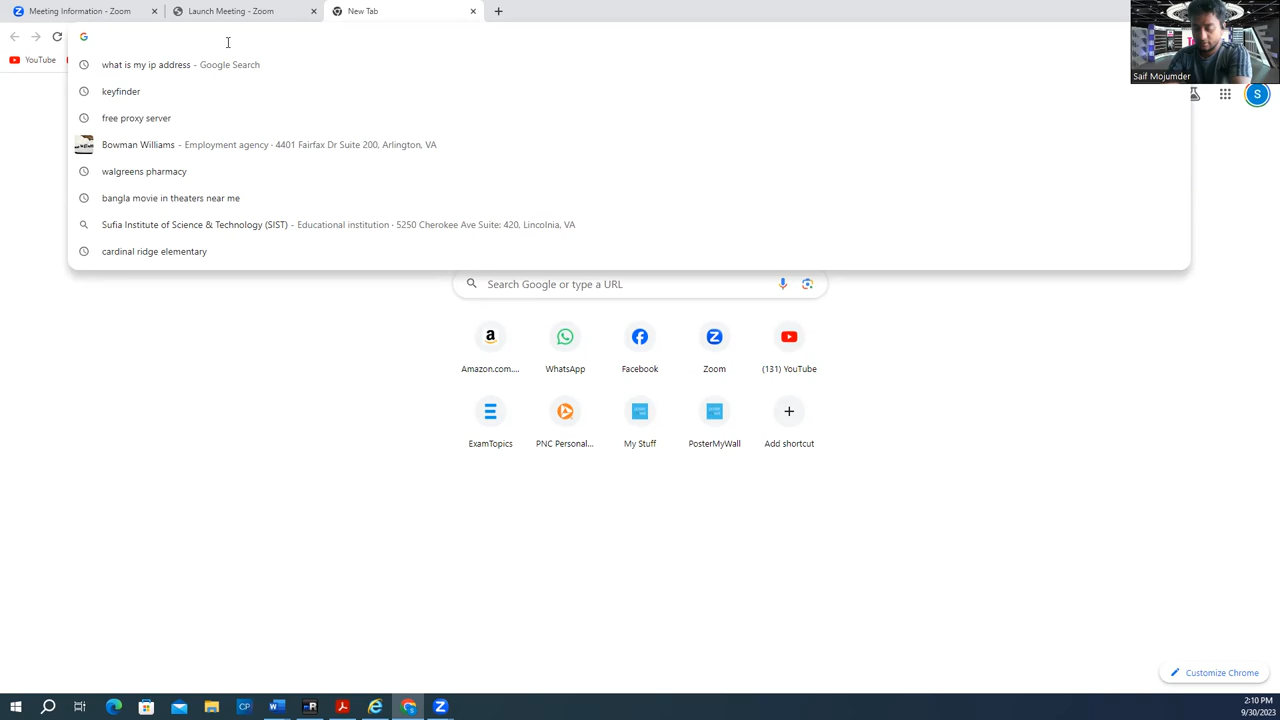 Meeting Information - Zoom
Launch Meeting - Zoom
New Tab
YouTube
what is my ip address - Google Search
keyfinder
free proxy server
Bowman Williams - Employment agency · 4401 Fairfax Dr Suite 200, Arlington, VA
walgreens pharmacy
bangla movie in theaters near me
Sufia Institute of Science & Technology (SIST) - Educational institution · 5250 Cherokee Ave Suite: 420, Lincolnia, VA
cardinal ridge elementary
Saif Mojumder
S
Search Google or type a URL
Amazon.com....
WhatsApp
Facebook
Zoom
(131) YouTube
ExamTopics
PNC Personal...
My Stuff
PosterMyWall
Add shortcut
Customize Chrome
2:10 PM
9/30/2023